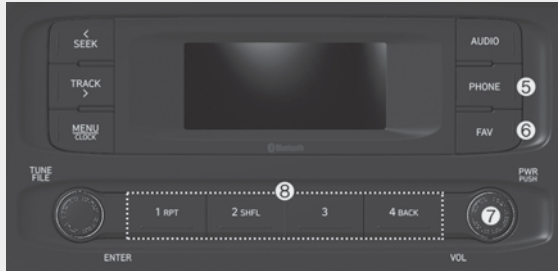 <
SEEK
AUDIO
TRACK
>
PHONE
5
MENU
CLOCK
FAV
6
Bluetooth
TUNE
FILE
PWR
PUSH
8
1 RPT
2 SHFL
3
4 BACK
7
ENTER
VOL